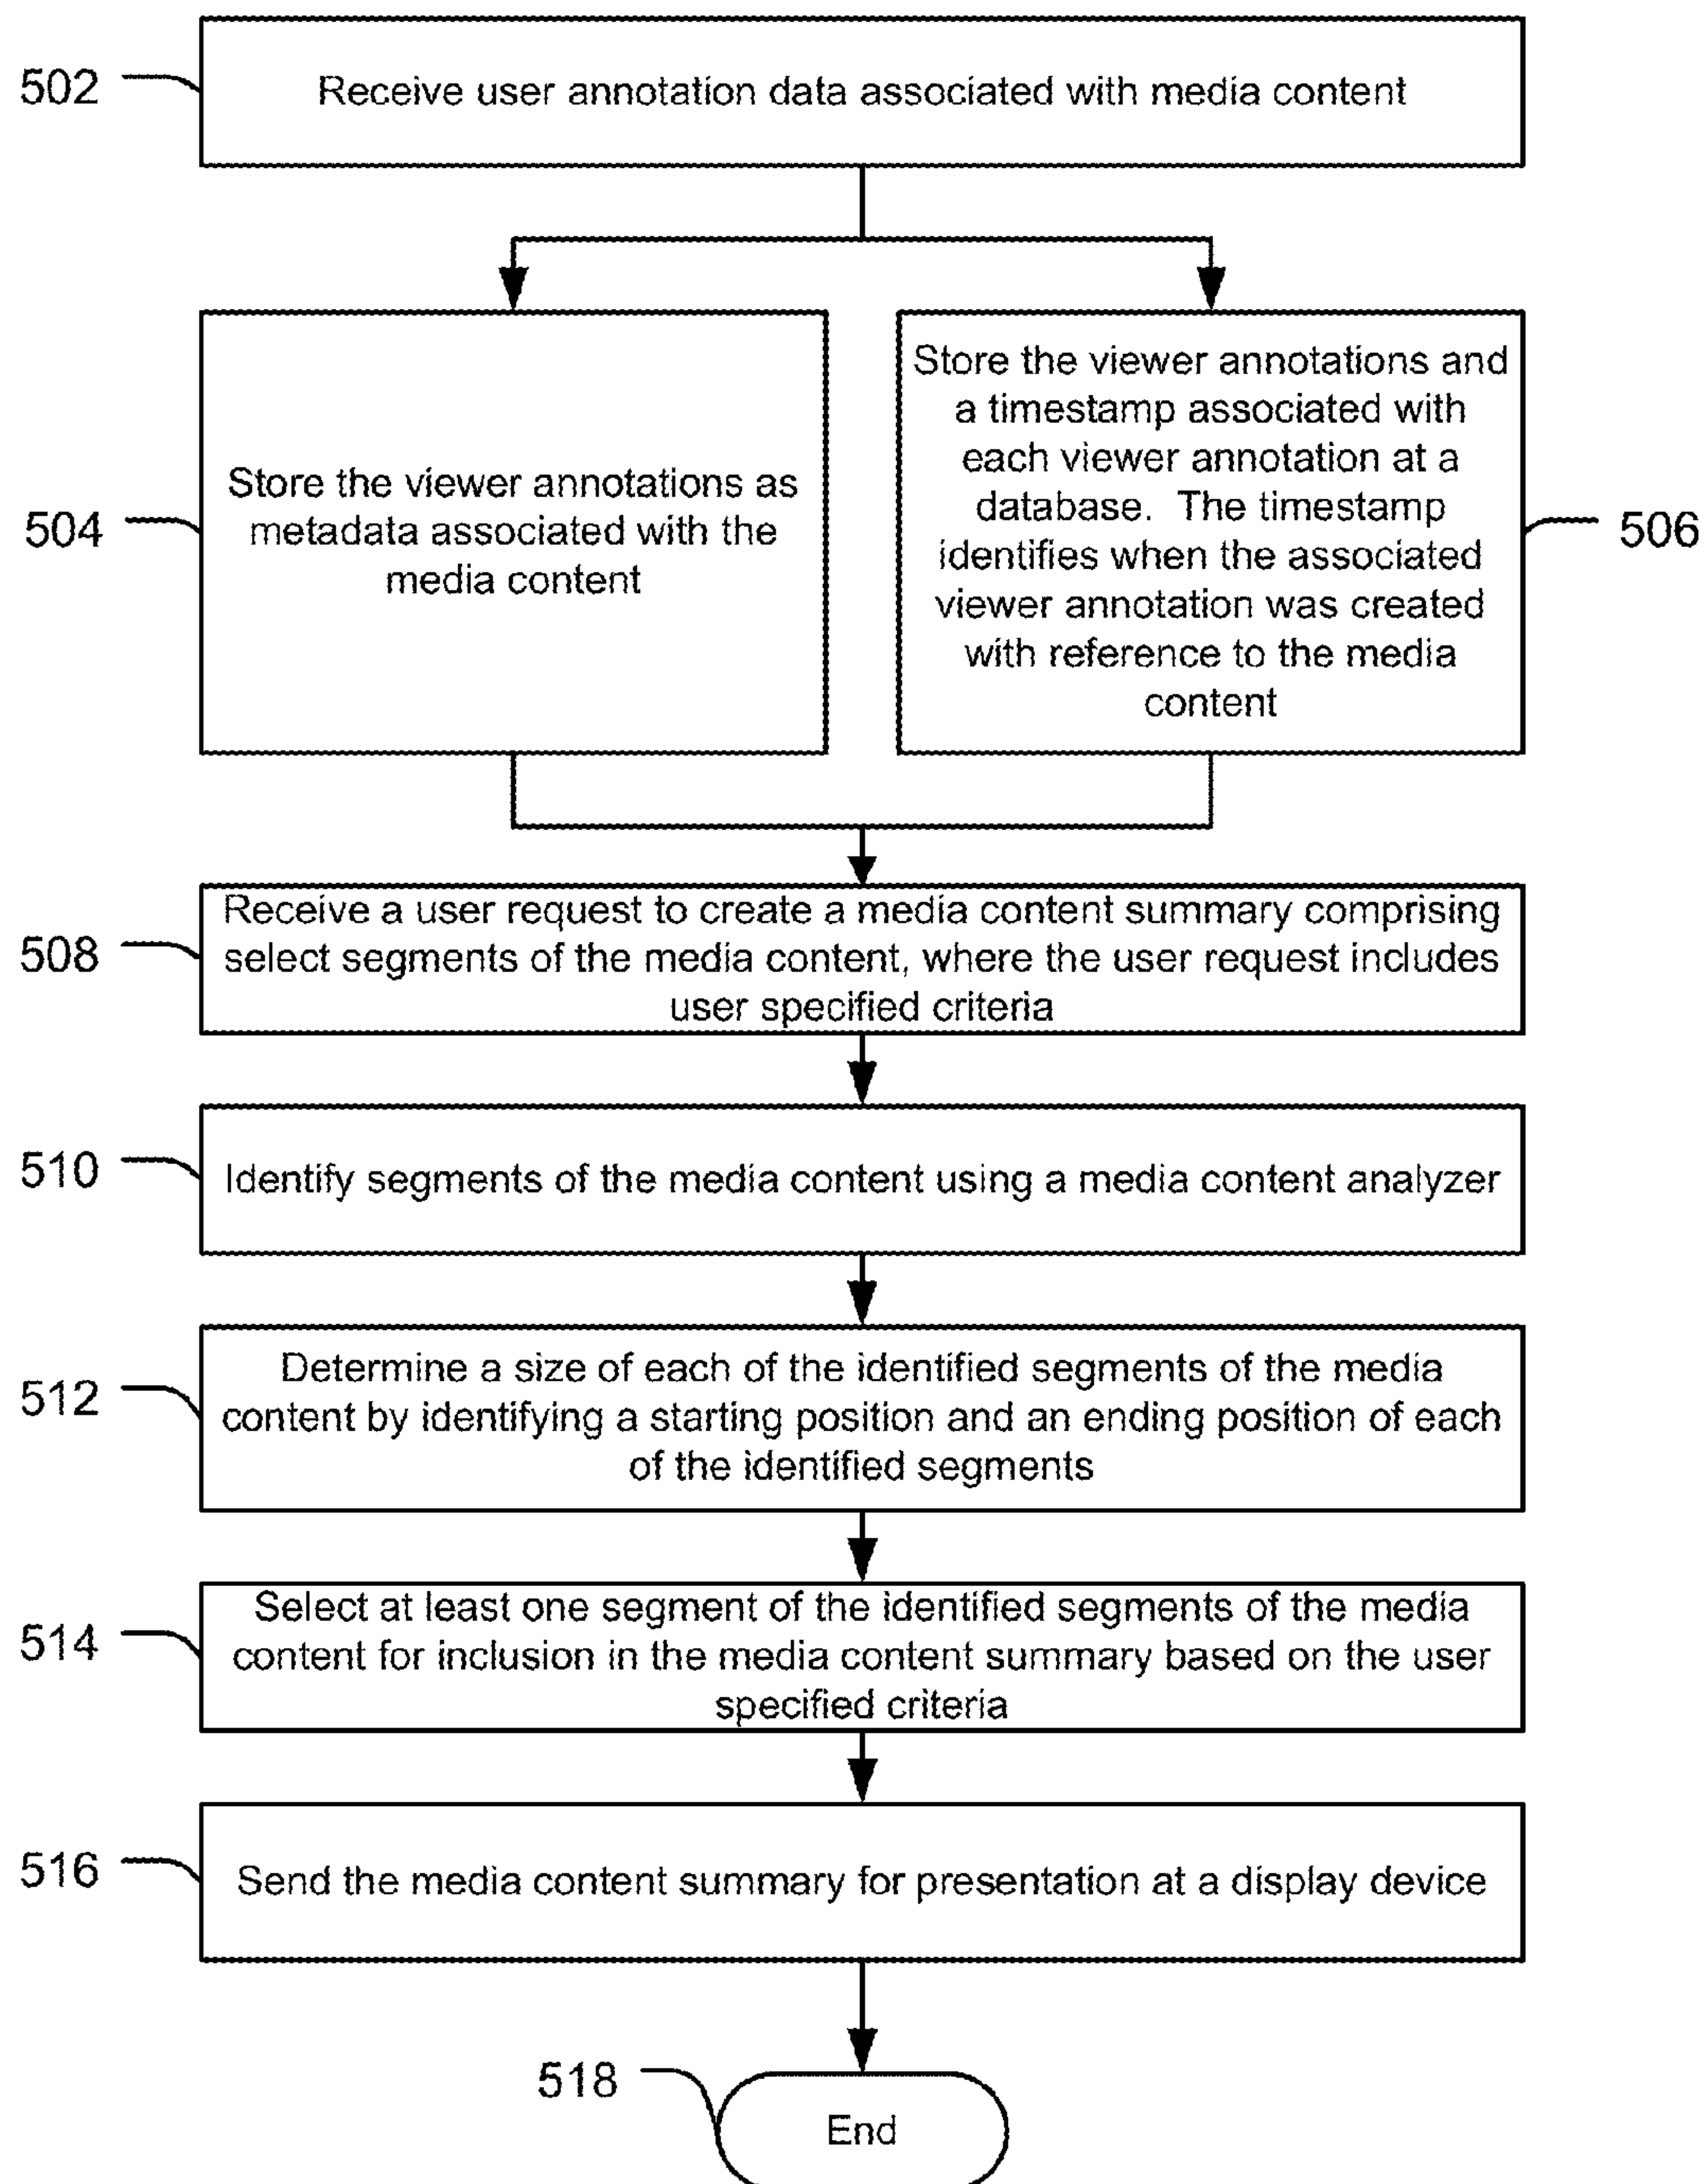 502
Receive user annotation data associated with media content
504
Store the viewer annotations as
metadata associated with the
media content
Store the viewer annotations and
a timestamp associated with
each viewer annotation at a
database. The timestamp
identifies when the associated
viewer annotation was created
with reference to the media
content
506
508
Receive a user request to create a media content summary comprising
select segments of the media content, where the user request includes
user specified criteria
510
Identify segments of the media content using a media content analyzer
512
Determine a size of each of the identified segments of the media
content by identifying a starting position and an ending position of each
of the identified segments
514
Select at least one segment of the identified segments of the media
content for inclusion in the media content summary based on the user
specified criteria
516
Send the media content summary for presentation at a display device
518
End